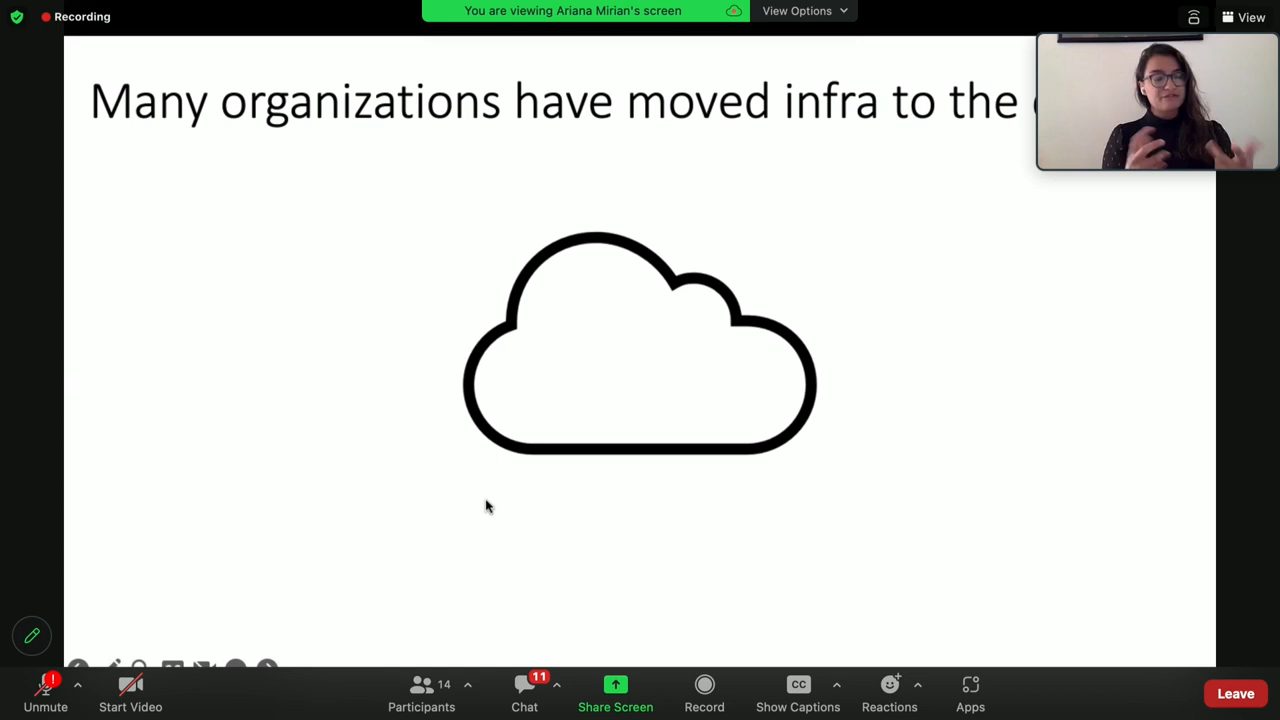 Recording
You are viewing Ariana Mirian's screen
View Options
View
Many organizations have moved infra to the
Unmute
Start Video
14
Participants
11
Chat
Share Screen
Record
CC
Show Captions
Reactions
Apps
Leave